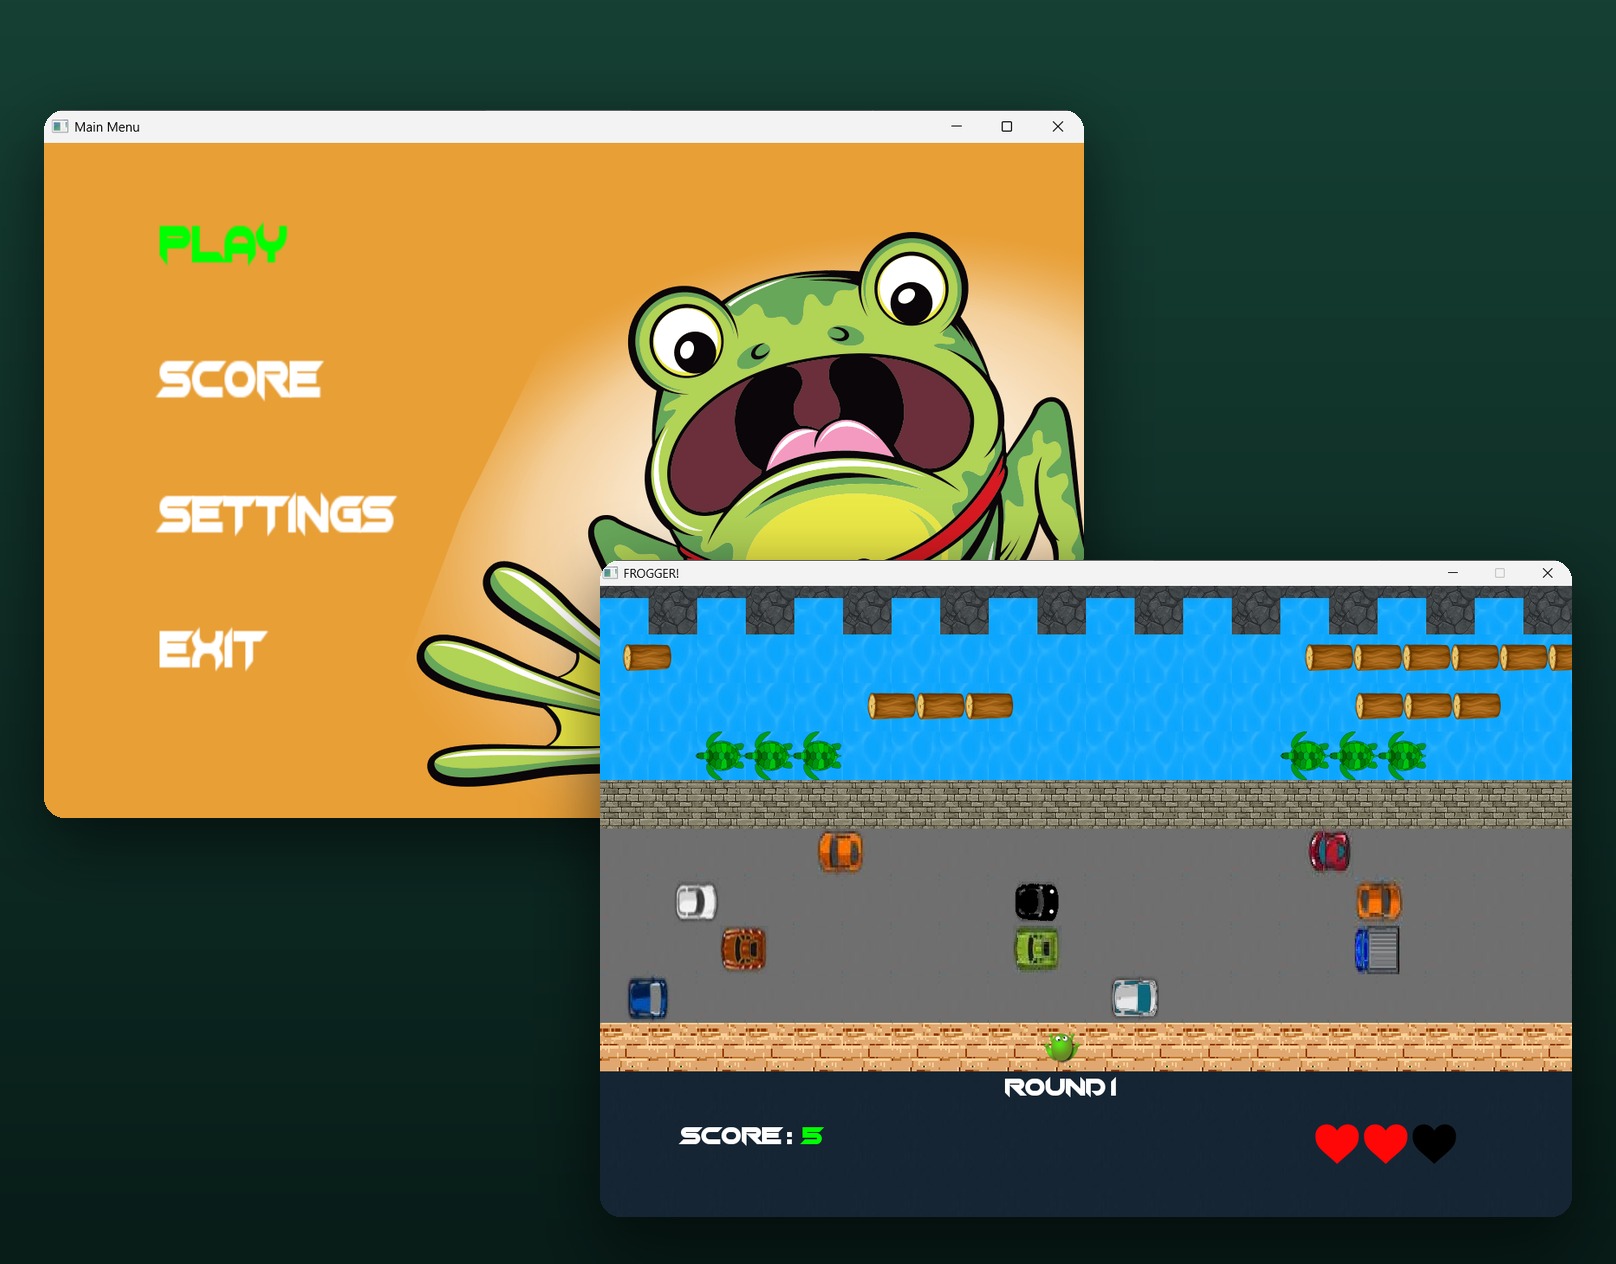 Main Menu
PLAY
SCORE
SETTINGS
EXIT
FROGGER!
ROUND 1
SCORE: 5